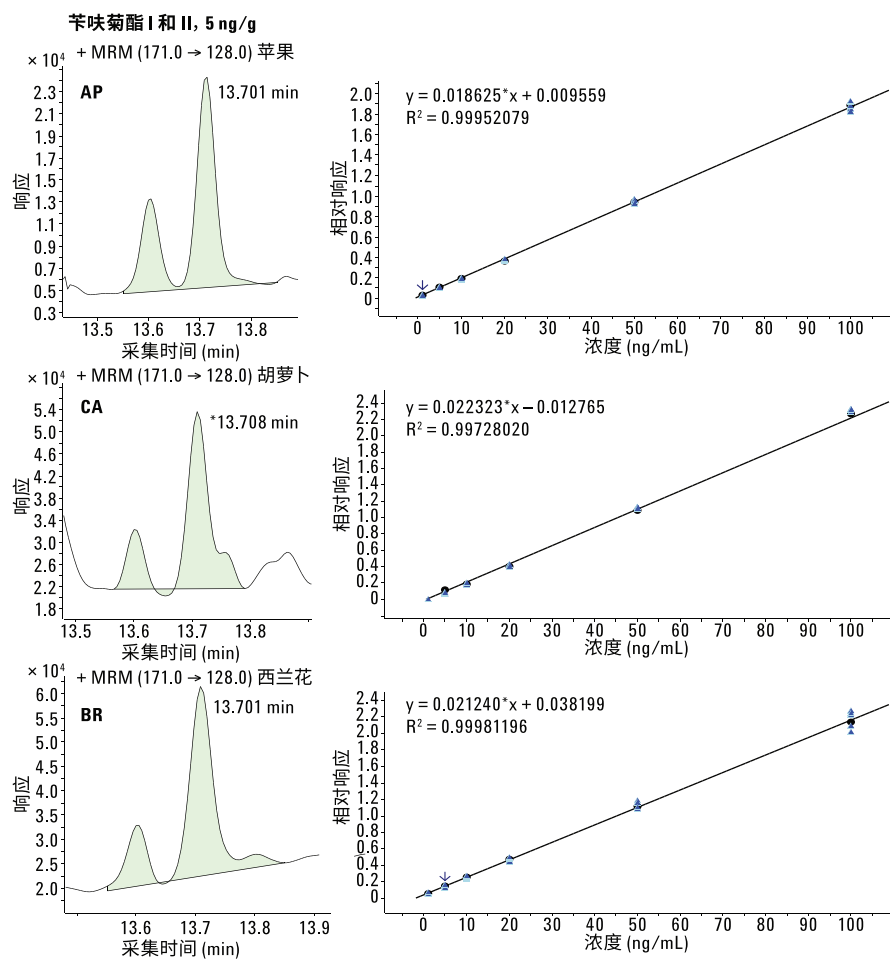 苄呋菊酯 I 和 II, 5 ng/g
+ MRM (171.0 → 128.0) 苹果
× 10⁴
AP
13.701 min
响应
2.3
2.1
1.9
1.7
1.5
1.3
1.1
0.9
0.7
0.5
0.3
13.5 13.6 13.7 13.8
采集时间 (min)
y = 0.018625*x + 0.009559
R² = 0.99952079
相对响应
2.0
1.8
1.6
1.4
1.2
1.0
0.8
0.6
0.4
0.2
0
0 10 20 30 40 50 60 70 80 90 100
浓度 (ng/mL)
+ MRM (171.0 → 128.0) 胡萝卜
× 10⁴
CA
*13.708 min
响应
5.4
5.0
4.6
4.2
3.8
3.4
3.0
2.6
2.2
1.8
13.5 13.6 13.7 13.8
采集时间 (min)
y = 0.022323*x – 0.012765
R² = 0.99728020
相对响应
2.4
2.2
2.0
1.8
1.6
1.4
1.2
1.0
0.8
0.6
0.4
0.2
0
0 10 20 30 40 50 60 70 80 90 100
浓度 (ng/mL)
+ MRM (171.0 → 128.0) 西兰花
× 10⁴
BR
13.701 min
响应
6.0
5.5
5.0
4.5
4.0
3.5
3.0
2.5
2.0
13.6 13.7 13.8 13.9
采集时间 (min)
y = 0.021240*x + 0.038199
R² = 0.99981196
相对响应
2.4
2.2
2.0
1.8
1.6
1.4
1.2
1.0
0.8
0.6
0.4
0.2
0
0 10 20 30 40 50 60 70 80 90 100
浓度 (ng/mL)